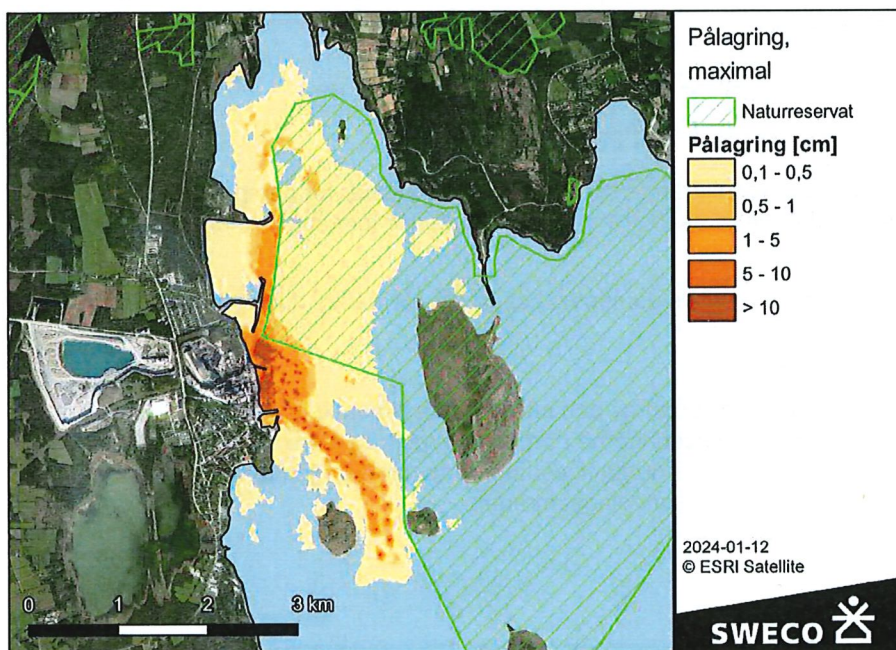 Pålagring,
maximal
Naturreservat
Pålagring [cm]
0,1 - 0,5
0,5 - 1
1 - 5
5 - 10
> 10
2024-01-12
© ESRI Satellite
0 1 2 3 km
SWECO